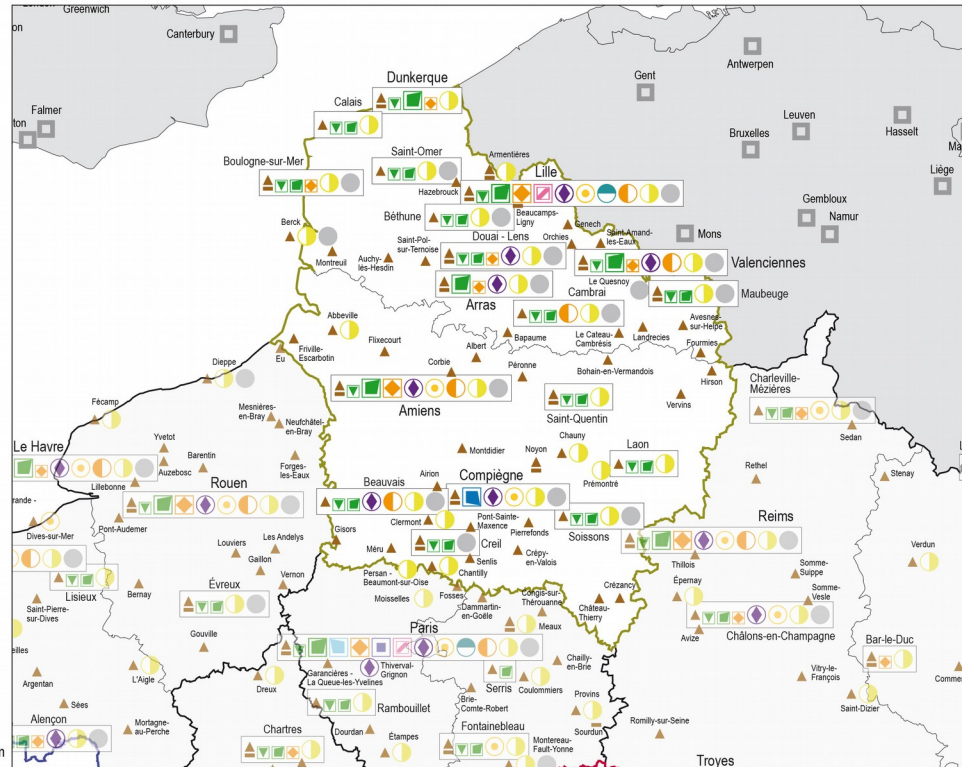 Greenwich
on
Canterbury
Antwerpen
Gent
Dunkerque
Calais
Falmer
ton
Leuven
Hasselt
Bruxelles
Ma
Saint-Omer
Armentières
Boulogne-sur-Mer
Lille
Liège
Hazebrouck
Gembloux
Berck
Béthune
Beaucamps-
Ligny
Genech
Namur
Mons
Saint-Pol-
sur-Ternoise
Douai - Lens
Orchies
Saint-Amand-
les-Eaux
Montreuil
Auchy-
lès-Hesdin
Valenciennes
Le Quesnoy
Cambrai
Maubeuge
Arras
Abbeville
Avesnes-
sur-Helpe
Bapaume
Le Cateau-
Cambrésis
Landrecies
Friville-
Escarbotin
Flixecourt
Albert
Fourmies
Eu
Corbie
Péronne
Bohain-en-Vermandois
Dieppe
Hirson
Charleville-
Mézières
Fécamp
Mesnières-
en-Bray
Amiens
Saint-Quentin
Vervins
Neufchâtel-
en-Bray
Sedan
Yvetot
Chauny
Le Havre
Barentin
Montdidier
Noyon
Laon
Auzebosc
Forges-
les-Eaux
Rethel
Stenay
Lillebonne
Rouen
Airion
Compiègne
Prémontré
Beauvais
rande -
Pont-Audemer
Clermont
Pont-Sainte-
Maxence
Pierrefonds
Soissons
Reims
Dives-sur-Mer
Gisors
Louviers
Les Andelys
Méru
Creil
Crépy-
en-Valois
Verdun
Gaillon
Senlis
Thillois
Persan -
Beaumont-sur-Oise
Chantilly
Somme-
Suippe
Lisieux
Bernay
Évreux
Vernon
Crézancy
Épernay
Moisselles
Fosses
Congis-sur-
Thérouanne
Somme-
Vesle
Saint-Pierre-
sur-Dives
Dammartin-
en-Goële
Château-
Thierry
Meaux
Gouville
Paris
Avize
Châlons-en-Champagne
Bar-le-Duc
eilles
L'Aigle
Garancières -
La Queue-les-Yvelines
Thiverval-
Grignon
Chailly-
en-Brie
Argentan
Dreux
Serris
Coulommiers
Vitry-le-
François
Comme
Sées
Rambouillet
Brie-
Comte-Robert
Provins
Saint-Dizier
Alençon
Mortagne-
au-Perche
Dourdan
Étampes
Fontainebleau
Sourdun
Romilly-sur-Seine
Chartres
Montereau-
Fault-Yonne
Troyes